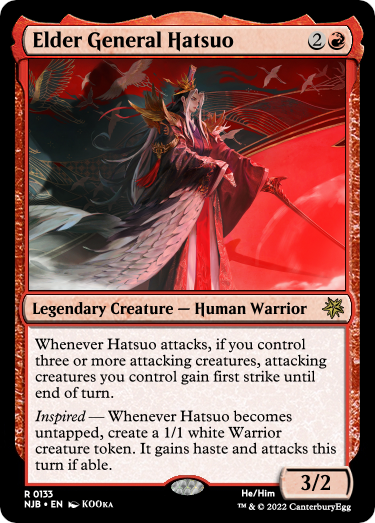 Elder General Hatsuo 2
Legendary Creature — Human Warrior
Whenever Hatsuo attacks, if you control
three or more attacking creatures, attacking
creatures you control gain first strike until
end of turn.
Inspired — Whenever Hatsuo becomes
untapped, create a 1/1 white Warrior
creature token. It gains haste and attacks this
turn if able.
3/2
R 0133 He/Him
NJB • EN KOOKa ™ & © 2022 CanterburyEgg